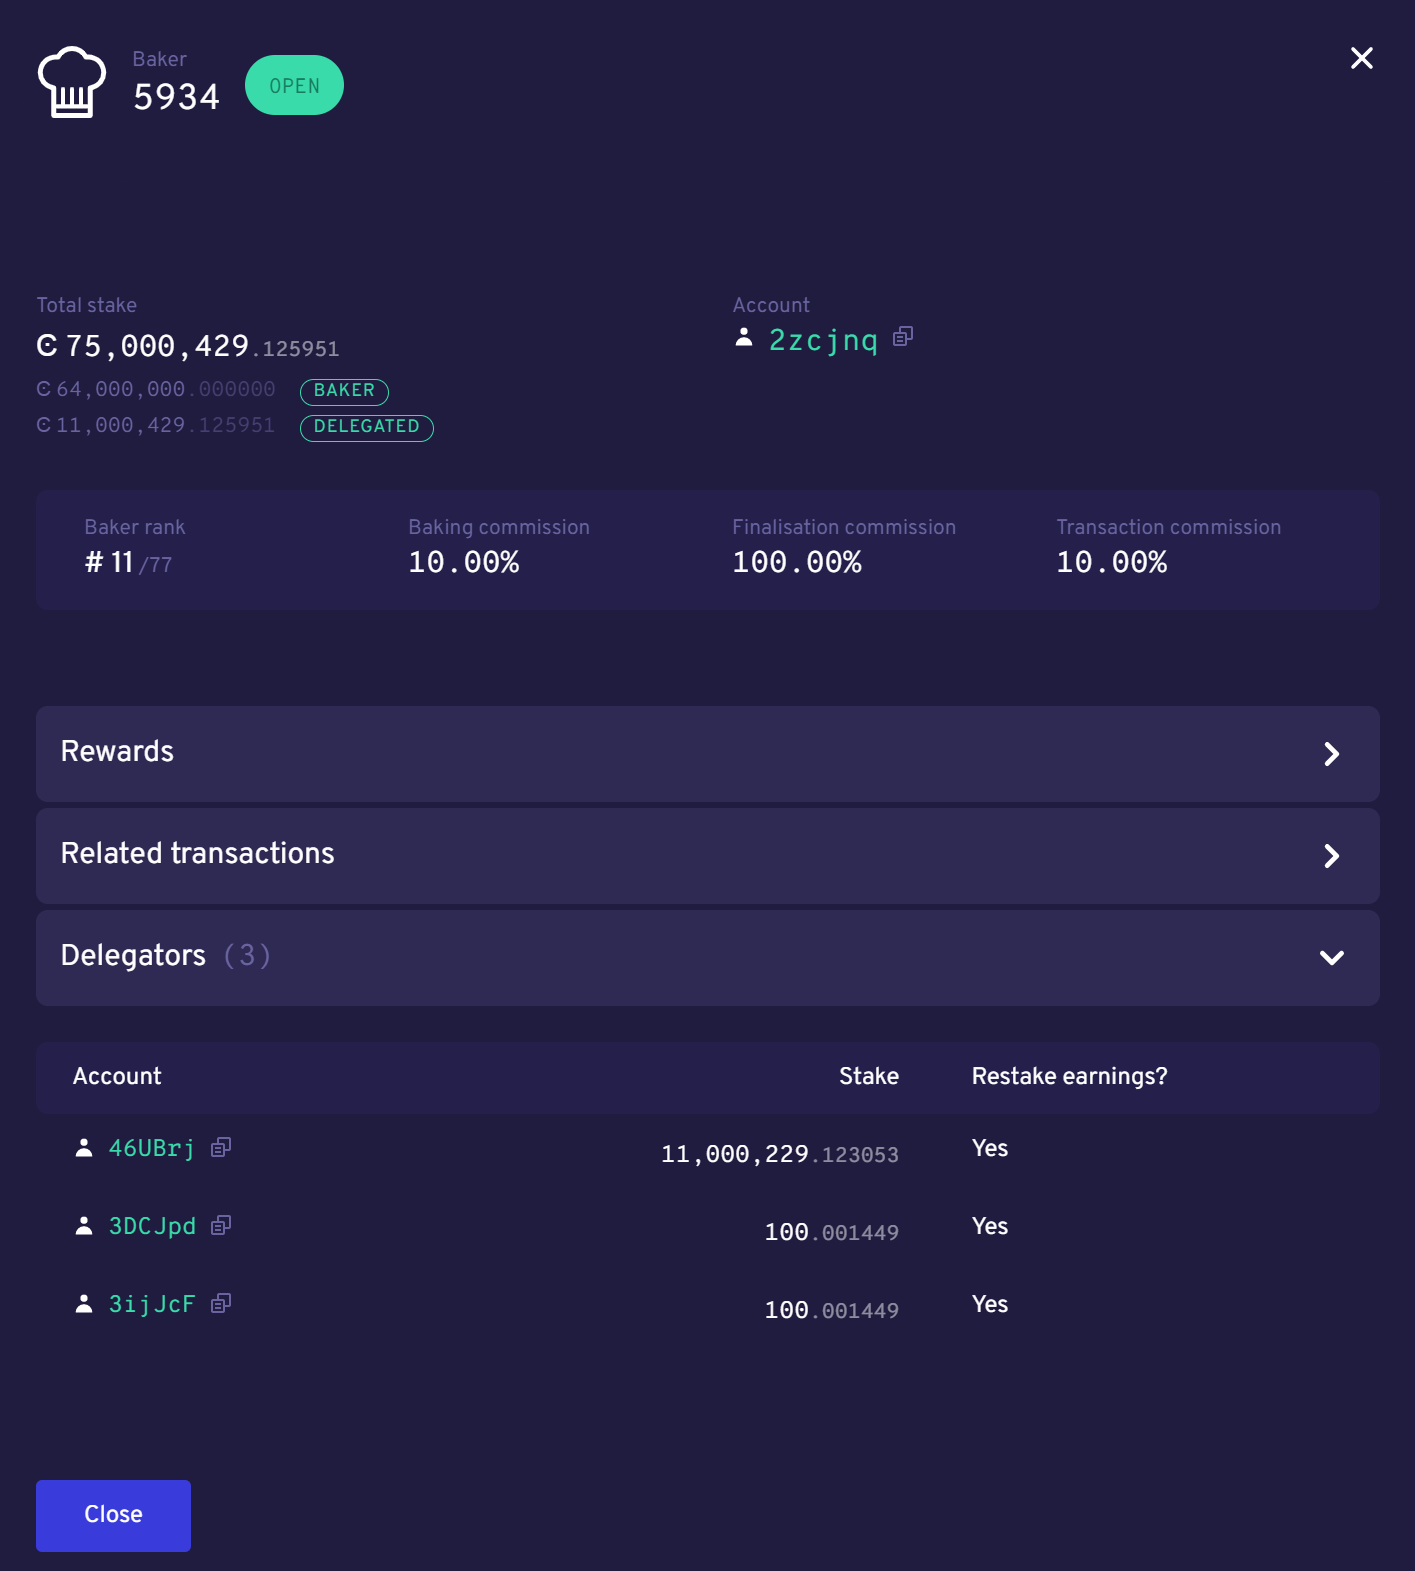 Baker
5934 OPEN
Total stake
Ͼ 75,000,429.125951
Ͼ 64,000,000.000000 BAKER
Ͼ 11,000,429.125951 DELEGATED
Account
2zcjnq
Baker rank
# 11 /77
Baking commission
10.00%
Finalisation commission
100.00%
Transaction commission
10.00%
Rewards
Related transactions
Delegators (3)
Account Stake Restake earnings?
46UBrj 11,000,229.123053 Yes
3DCJpd 100.001449 Yes
3ijJcF 100.001449 Yes
Close